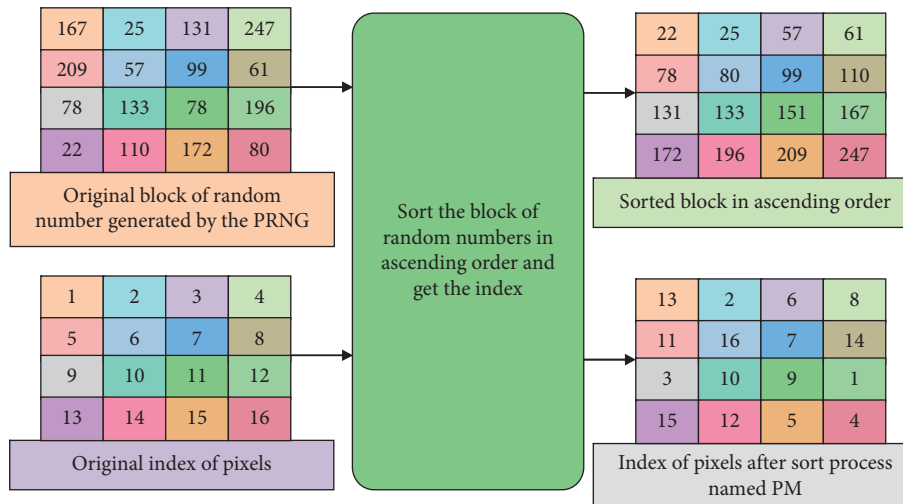 167 25 131 247
209 57 99 61
78 133 78 196
22 110 172 80
Original block of random
number generated by the PRNG
1 2 3 4
5 6 7 8
9 10 11 12
13 14 15 16
Original index of pixels
Sort the block of
random numbers in
ascending order and
get the index
22 25 57 61
78 80 99 110
131 133 151 167
172 196 209 247
Sorted block in ascending order
13 2 6 8
11 16 7 14
3 10 9 1
15 12 5 4
Index of pixels after sort process
named PM